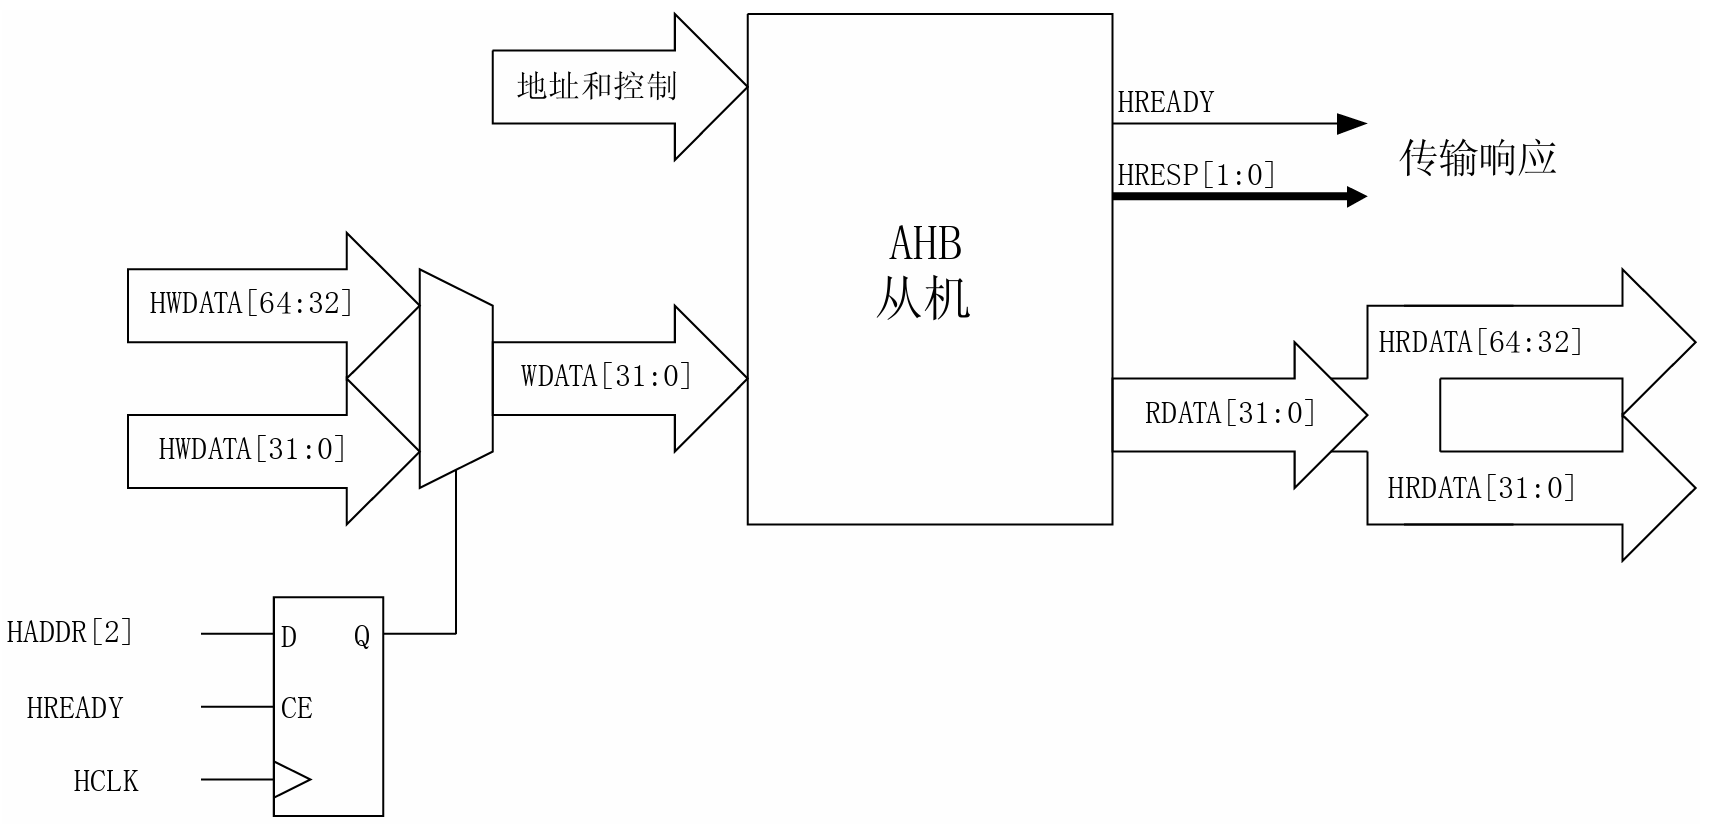 地址和控制
HREADY
传输响应
HRESP[1:0]
AHB
从机
HWDATA[64:32]
WDATA[31:0]
HWDATA[31:0]
HRDATA[64:32]
RDATA[31:0]
HRDATA[31:0]
HADDR[2]
D
Q
HREADY
CE
HCLK